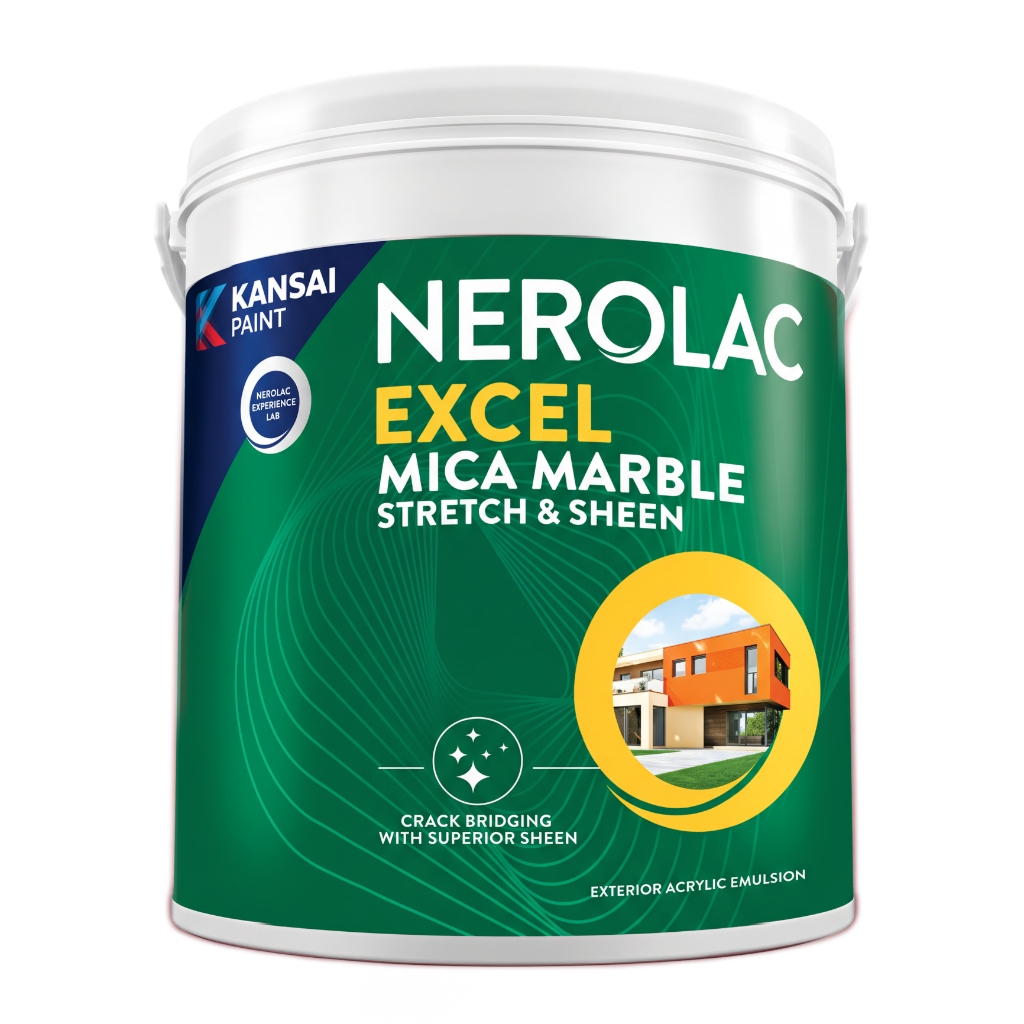 KANSAI
PAINT
NEROLAC
EXPERIENCE
LAB
NEROLAC
EXCEL
MICA MARBLE
STRETCH & SHEEN
CRACK BRIDGING
WITH SUPERIOR SHEEN
EXTERIOR ACRYLIC EMULSION